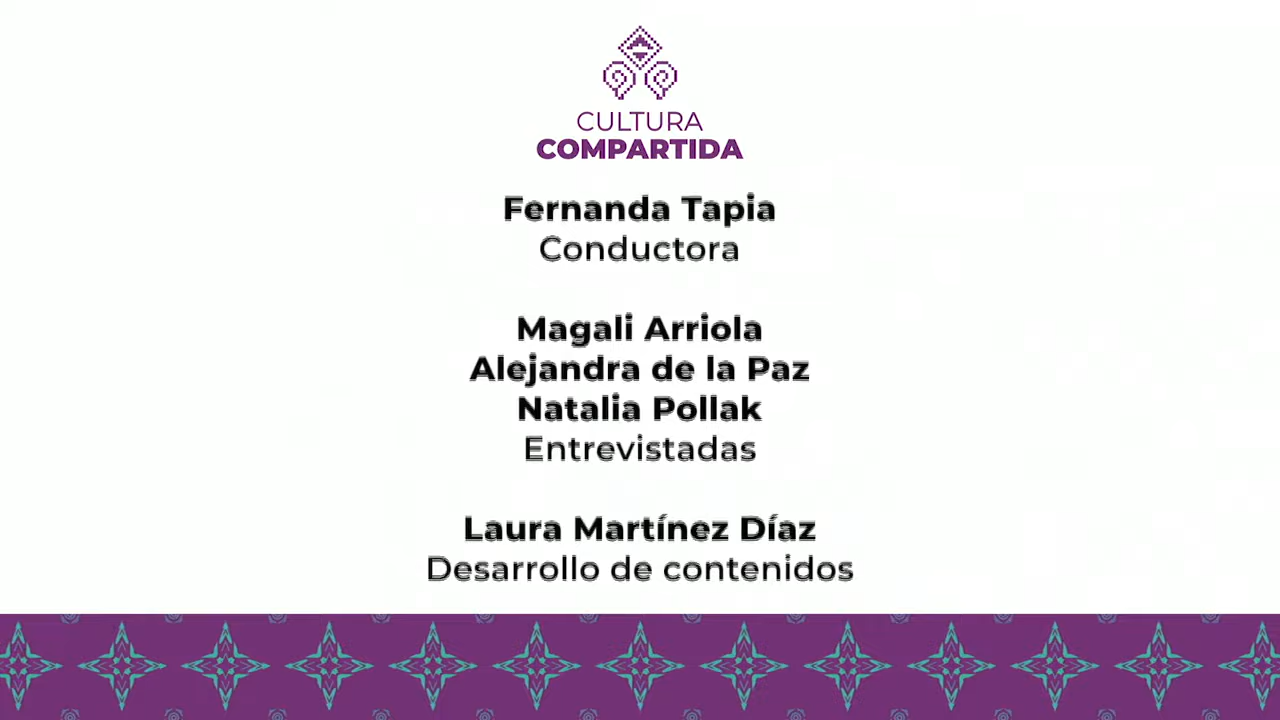 CULTURA
COMPARTIDA
Fernanda Tapia
Conductora
Magali Arriola
Alejandra de la Paz
Natalia Pollak
Entrevistadas
Laura Martínez Díaz
Desarrollo de contenidos